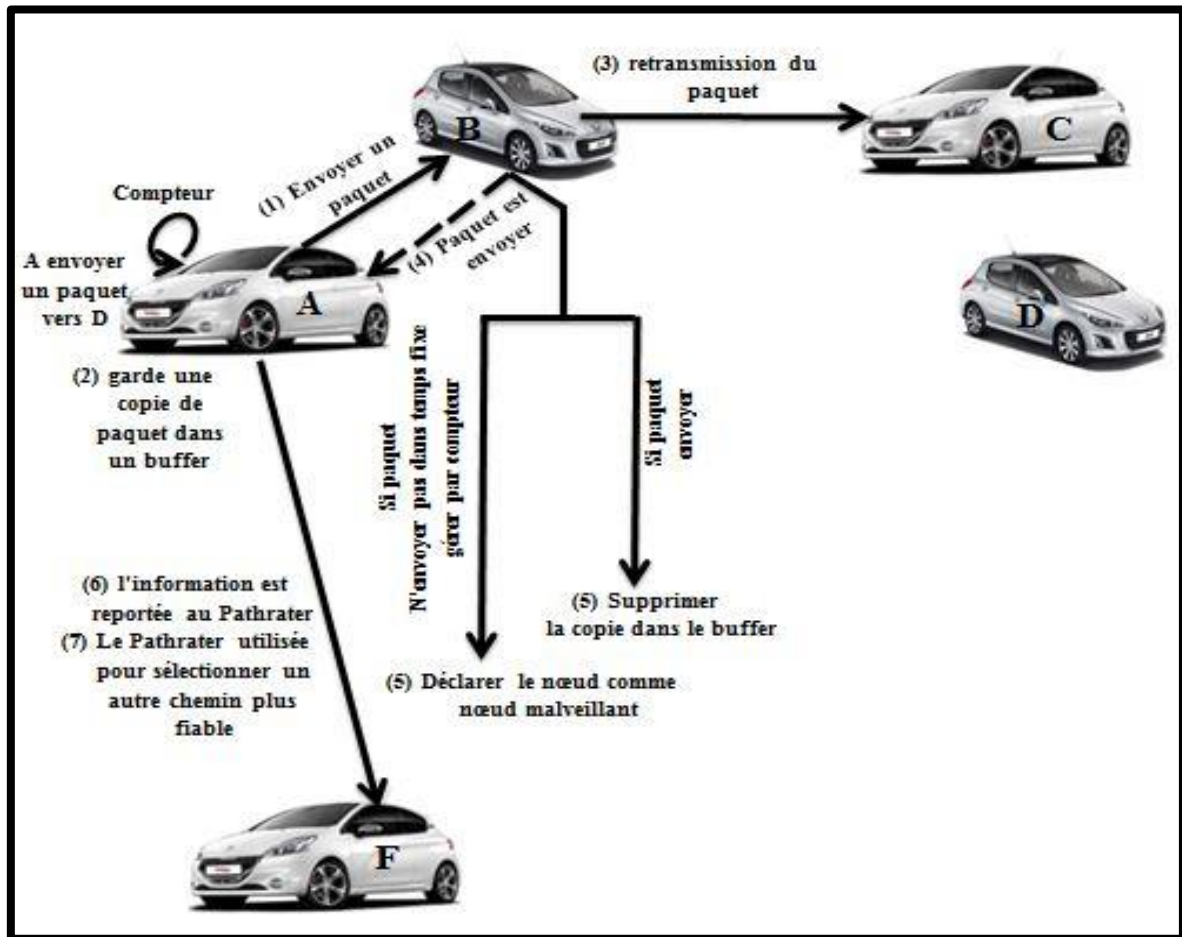 (3) retransmission du
paquet
B
C
(1) Envoyer un
paquet
Compteur
(4) Paquet est
envoyer
A envoyer
un paquet
vers D
A
D
(2) garde une
copie de
paquet dans
un buffer
Si paquet
N'envoyer pas dans temps fixe
gérer par compteur
Si paquet
envoyer
(6) l'information est
reportée au Pathrater
(7) Le Pathrater utilisée
pour sélectionner un
autre chemin plus
fiable
(5) Supprimer
la copie dans le buffer
(5) Déclarer le nœud comme
nœud malveillant
F